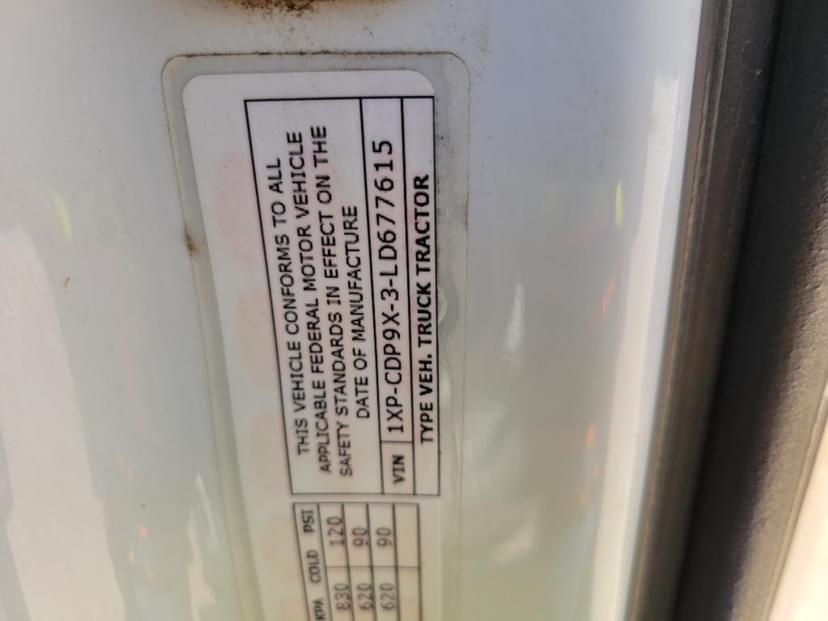 THIS VEHICLE CONFORMS TO ALL
APPLICABLE FEDERAL MOTOR VEHICLE
SAFETY STANDARDS IN EFFECT ON THE
DATE OF MANUFACTURE
VIN 1XP-CDP9X-3-LD677615
TYPE VEH. TRUCK TRACTOR
KPA COLD PSI
830 120
620 90
620 90